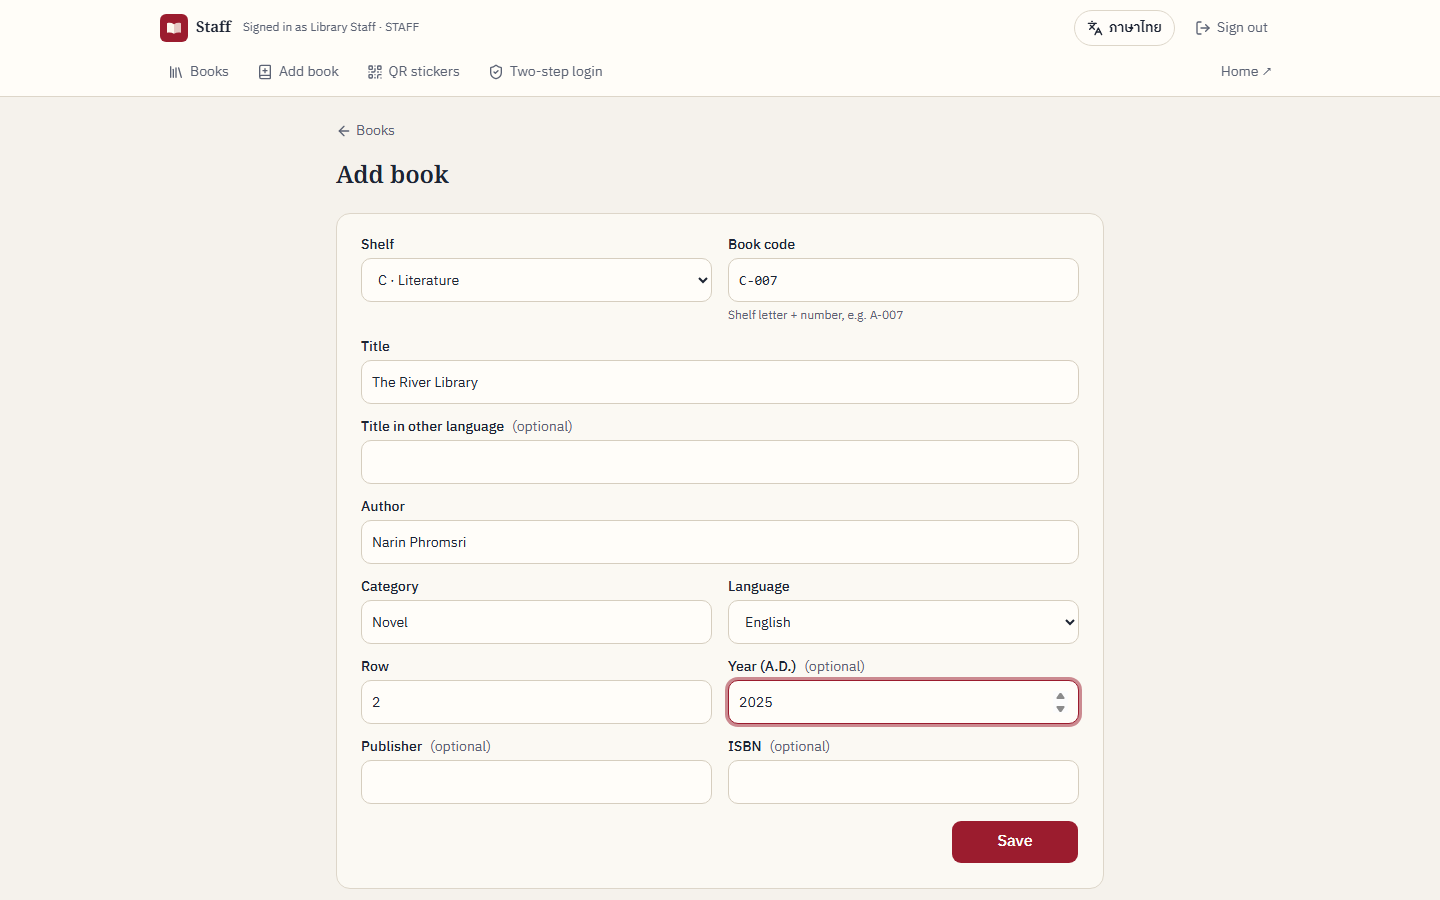 Staff Signed in as Library Staff · STAFF
ภาษาไทย Sign out
Books Add book QR stickers Two-step login Home ↗
← Books
Add book
Shelf Book code
C · Literature C-007
Shelf letter + number, e.g. A-007
Title
The River Library
Title in other language (optional)
Author
Narin Phromsri
Category Language
Novel English
Row Year (A.D.) (optional)
2 2025
Publisher (optional) ISBN (optional)
Save